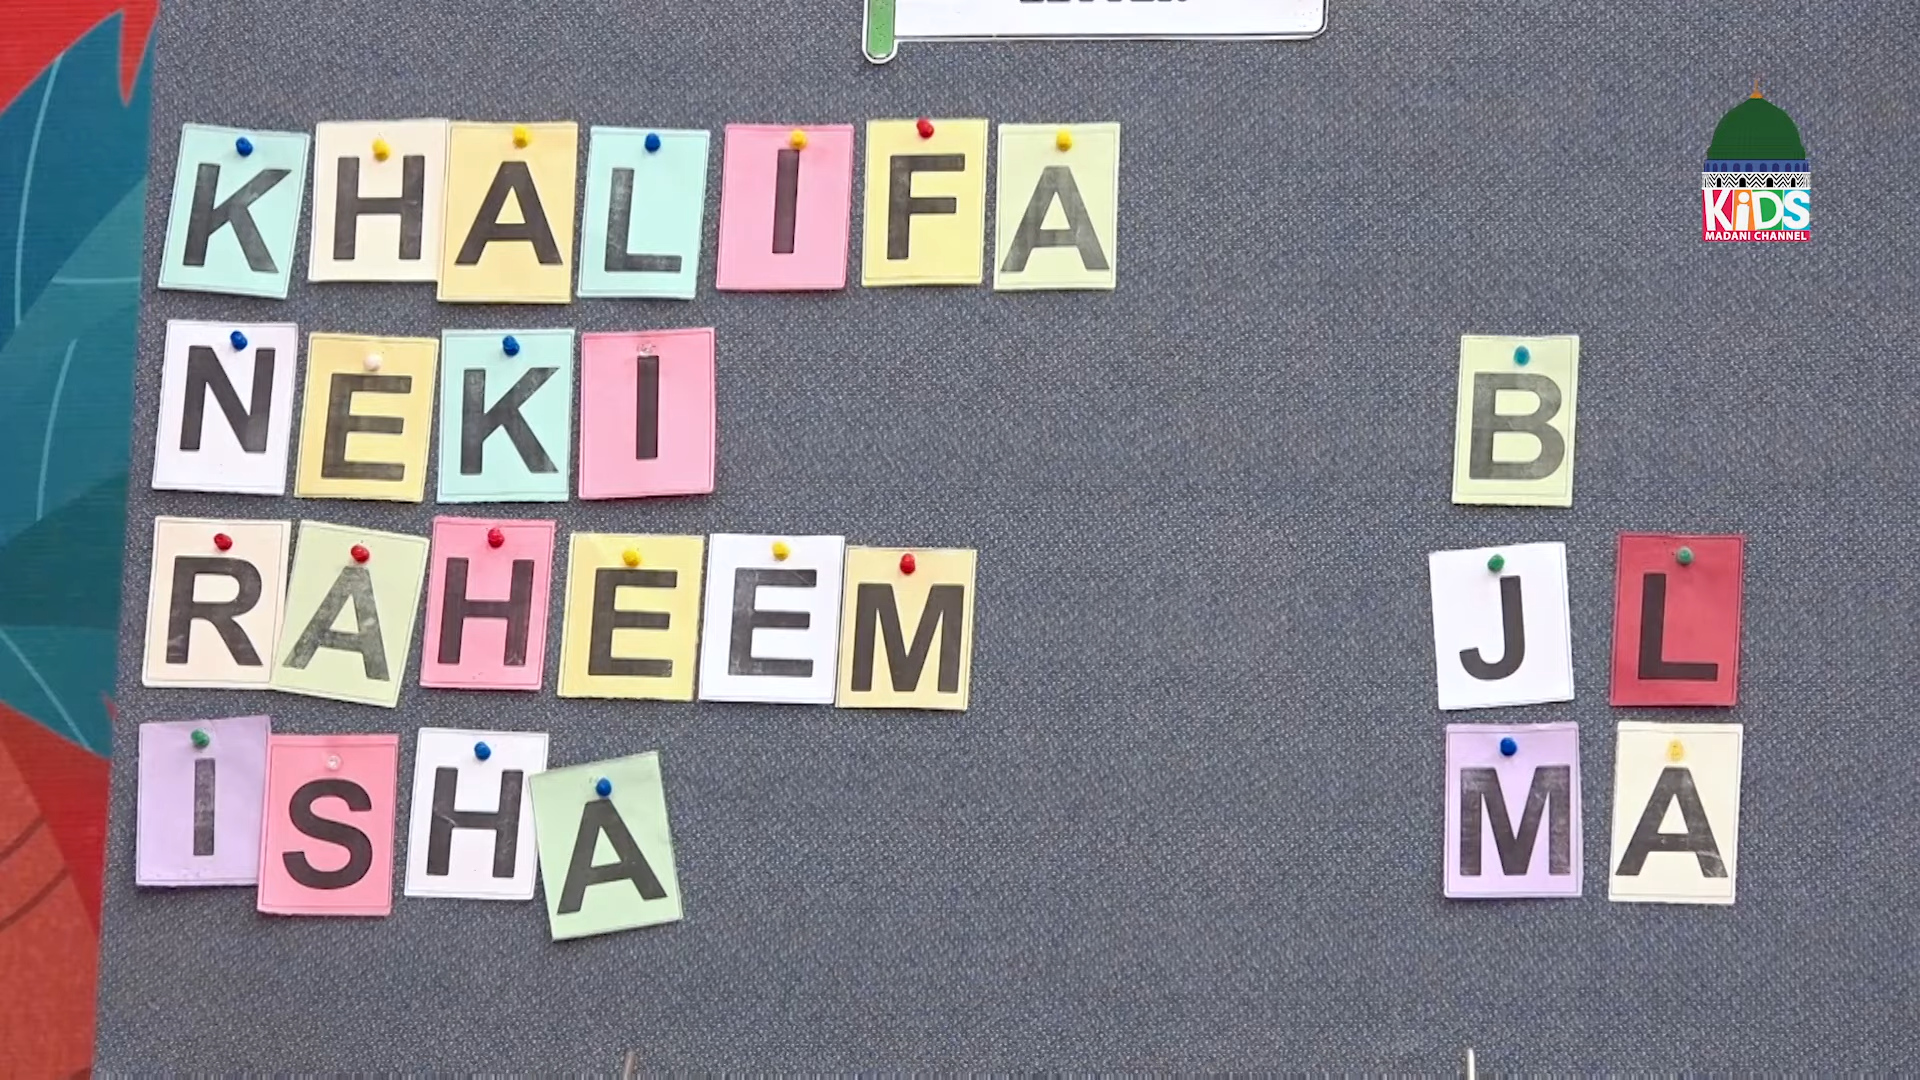 KHALIFA
NEKI
B
RAHEEM
J L
ISHA
M A
KiDS
MADANI CHANNEL